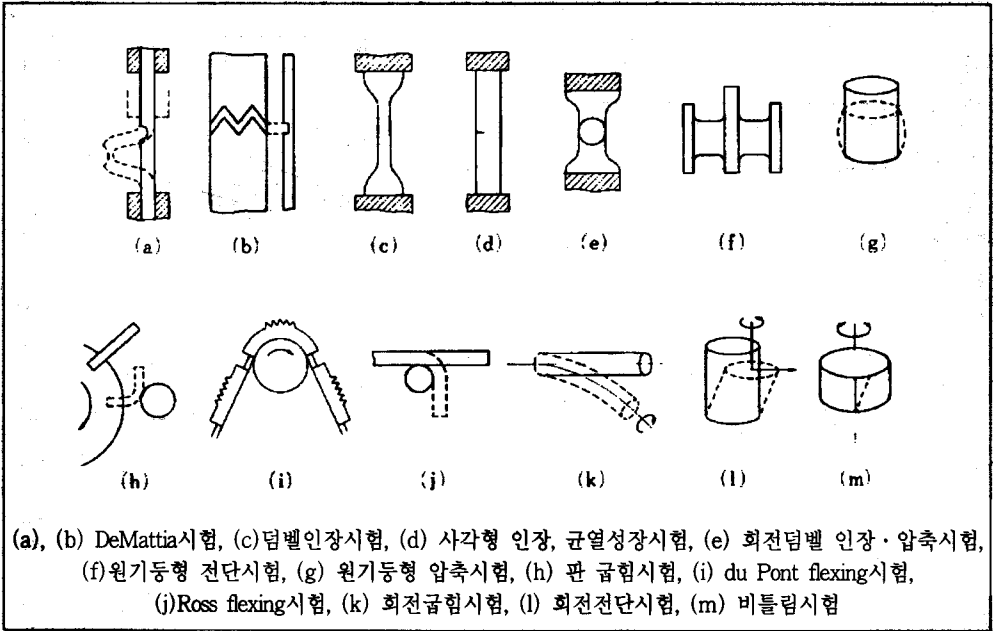 (a) (b) (c) (d) (e) (f) (g)
(h) (i) (j) (k) (l) (m)
(a), (b) DeMattia시험, (c)덤벨인장시험, (d) 사각형 인장, 균열성장시험, (e) 회전덤벨 인장 · 압축시험,
(f)원기둥형 전단시험, (g) 원기둥형 압축시험, (h) 판 굽힘시험, (i) du Pont flexing시험,
(j)Ross flexing시험, (k) 회전굽힘시험, (l) 회전전단시험, (m) 비틀림시험